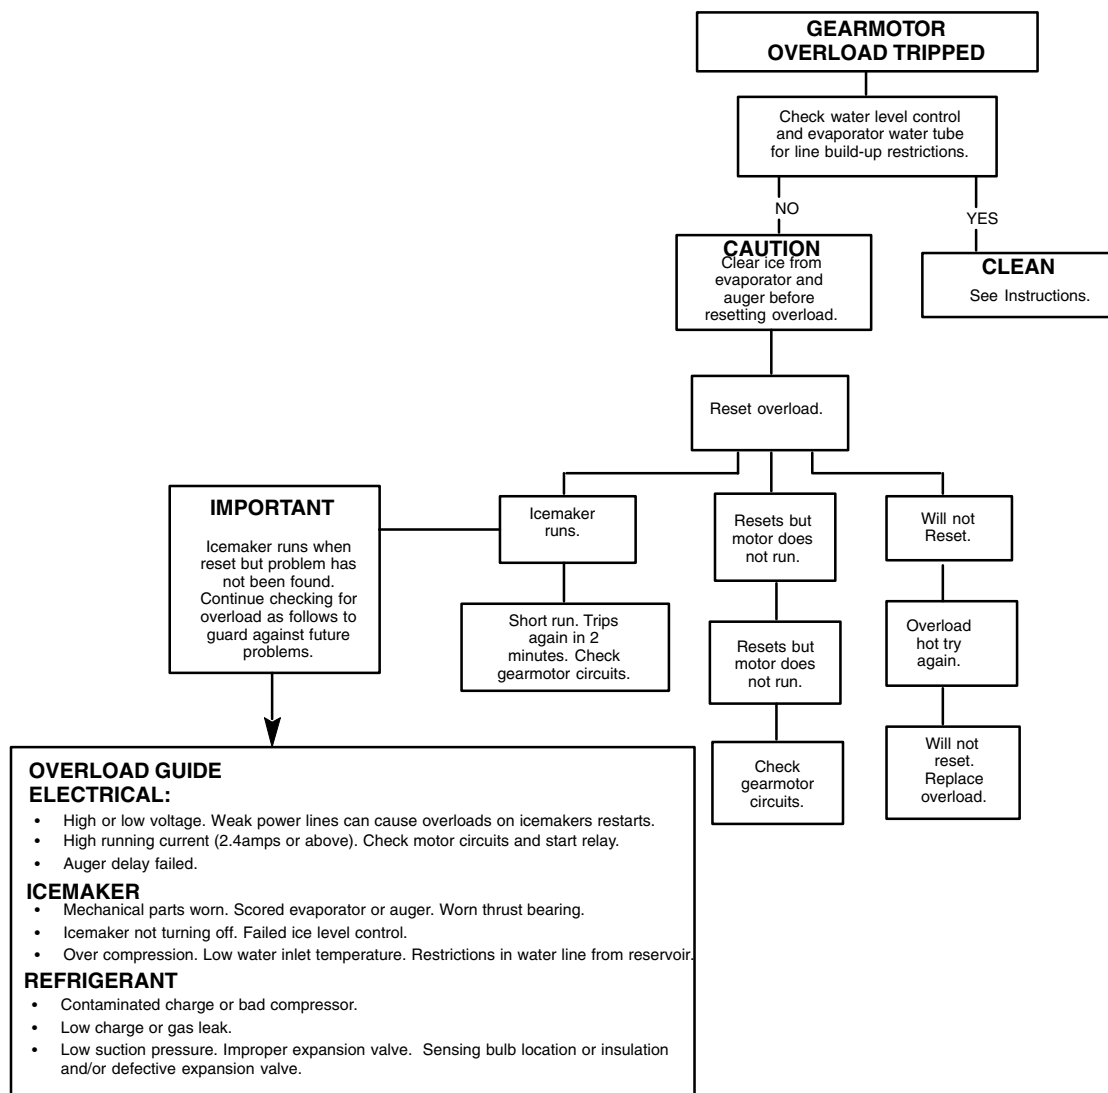 GEARMOTOR
OVERLOAD TRIPPED
Check water level control
and evaporator water tube
for line build-up restrictions.
NO
YES
CAUTION
Clear ice from
evaporator and
auger before
resetting overload.
CLEAN
See Instructions.
Reset overload.
IMPORTANT
Icemaker runs when
reset but problem has
not been found.
Continue checking for
overload as follows to
guard against future
problems.
Icemaker
runs.
Resets but
motor does
not run.
Will not
Reset.
Short run. Trips
again in 2
minutes. Check
gearmotor circuits.
Resets but
motor does
not run.
Overload
hot try
again.
Check
gearmotor
circuits.
Will not
reset.
Replace
overload.
OVERLOAD GUIDE
ELECTRICAL:
• High or low voltage. Weak power lines can cause overloads on icemakers restarts.
• High running current (2.4amps or above). Check motor circuits and start relay.
• Auger delay failed.
ICEMAKER
• Mechanical parts worn. Scored evaporator or auger. Worn thrust bearing.
• Icemaker not turning off. Failed ice level control.
• Over compression. Low water inlet temperature. Restrictions in water line from reservoir.
REFRIGERANT
• Contaminated charge or bad compressor.
• Low charge or gas leak.
• Low suction pressure. Improper expansion valve. Sensing bulb location or insulation
and/or defective expansion valve.